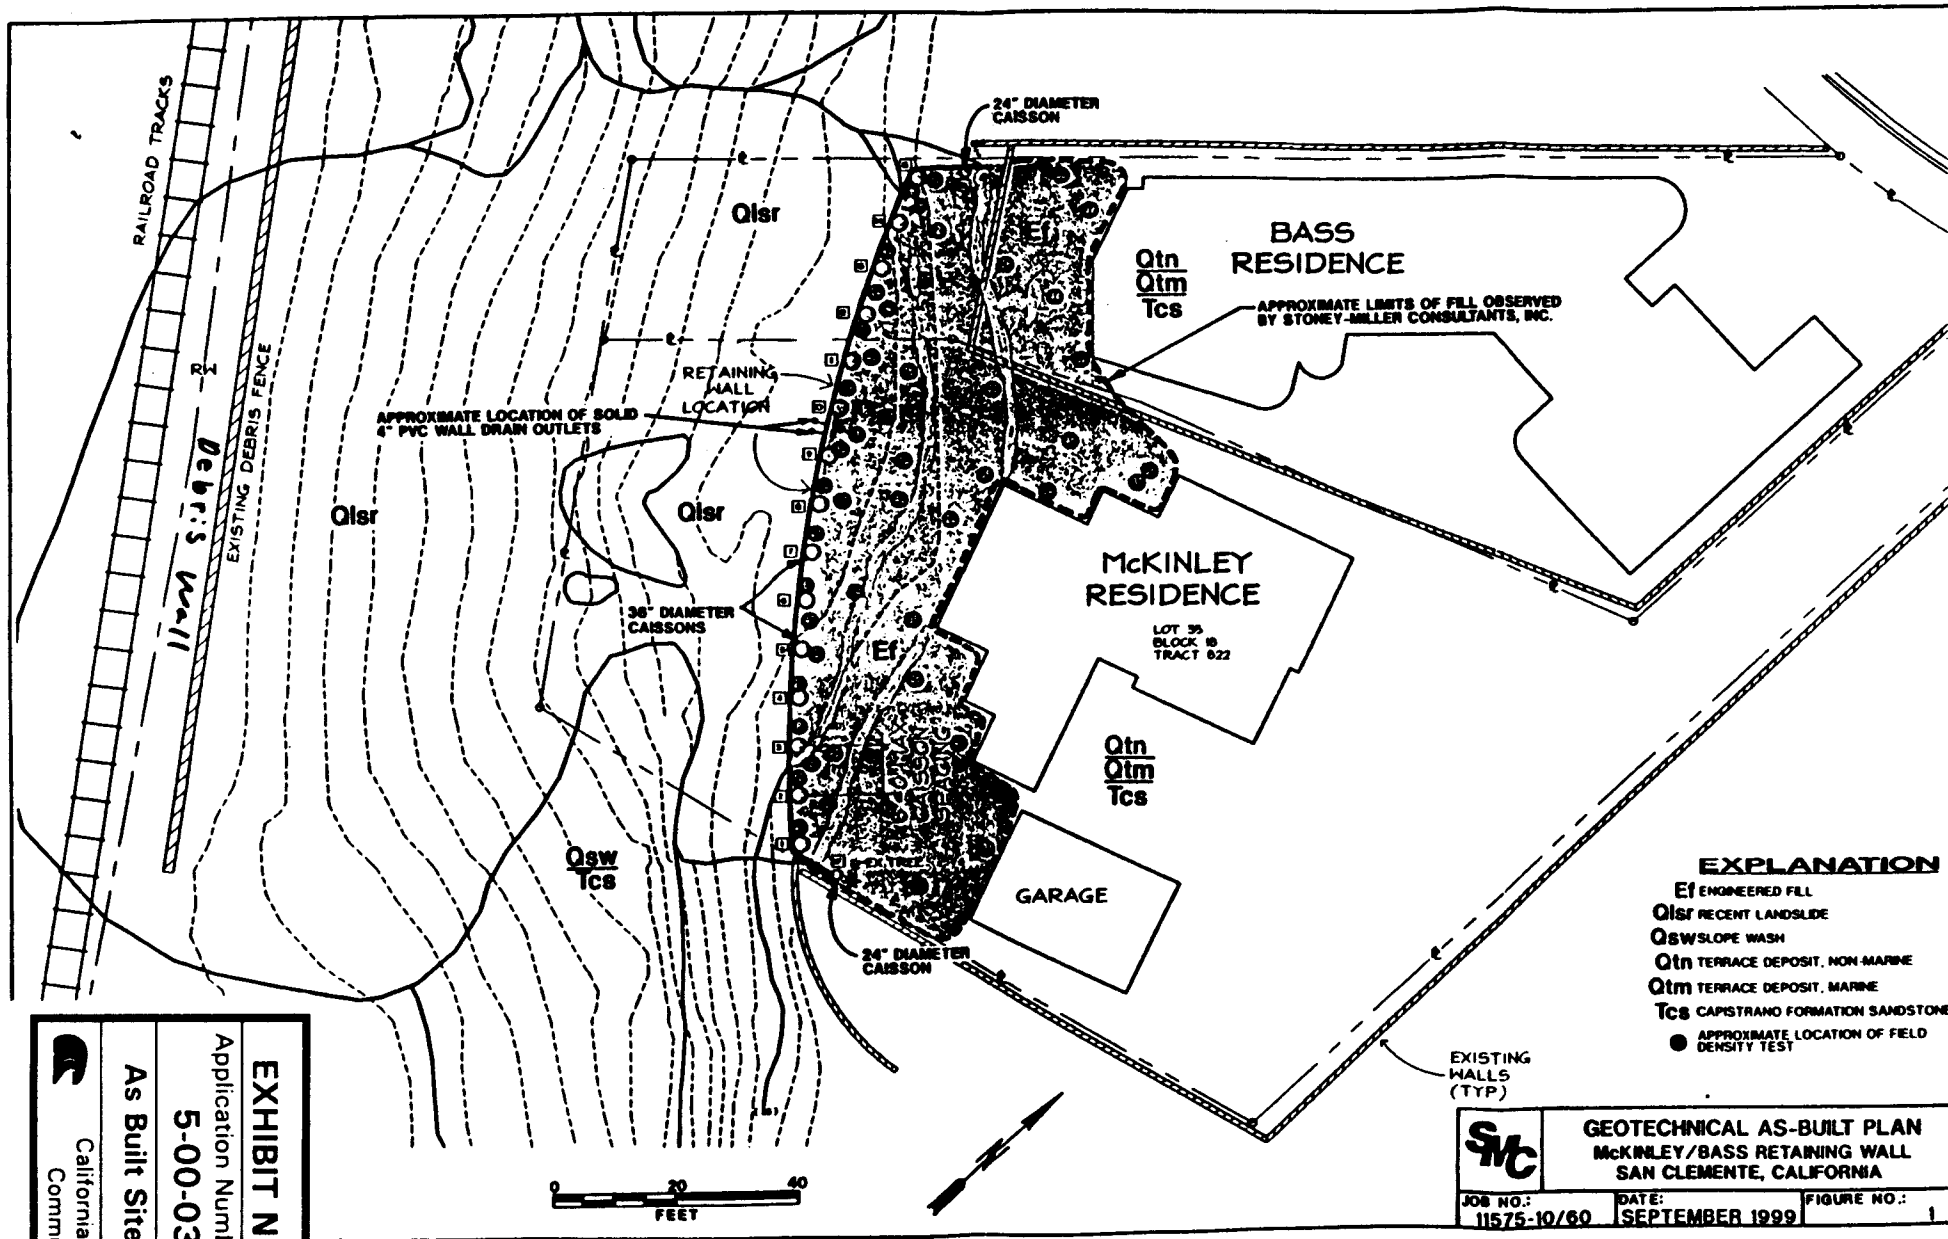 RAILROAD TRACKS
RW
Debris Wall
EXISTING DEBRIS FENCE
24" DIAMETER
CAISSON
Qlsr
Ef
BASS
RESIDENCE
Qtn
Qtm
Tcs
APPROXIMATE LIMITS OF FILL OBSERVED
BY STONEY-MILLER CONSULTANTS, INC.
RETAINING
WALL
LOCATION
APPROXIMATE LOCATION OF SOLID
4" PVC WALL DRAIN OUTLETS
Qlsr
Qlsr
36" DIAMETER
CAISSONS
McKINLEY
RESIDENCE
LOT 35
BLOCK 18
TRACT 822
Ef
Qtn
Qtm
Tcs
Qsw
Tcs
EX TREE
GARAGE
24" DIAMETER
CAISSON
EXPLANATION
Ef ENGINEERED FILL
Qlsr RECENT LANDSLIDE
Qsw SLOPE WASH
Qtn TERRACE DEPOSIT, NON-MARINE
Qtm TERRACE DEPOSIT, MARINE
Tcs CAPISTRANO FORMATION SANDSTONE
APPROXIMATE LOCATION OF FIELD
DENSITY TEST
EXISTING
WALLS
(TYP)
0 20 40
FEET
EXHIBIT N
Application Numb
5-00-03
As Built Site
California
Comm
SMC
GEOTECHNICAL AS-BUILT PLAN
McKINLEY/BASS RETAINING WALL
SAN CLEMENTE, CALIFORNIA
JOB NO.:
11575-10/60
DATE:
SEPTEMBER 1999
FIGURE NO.:
1